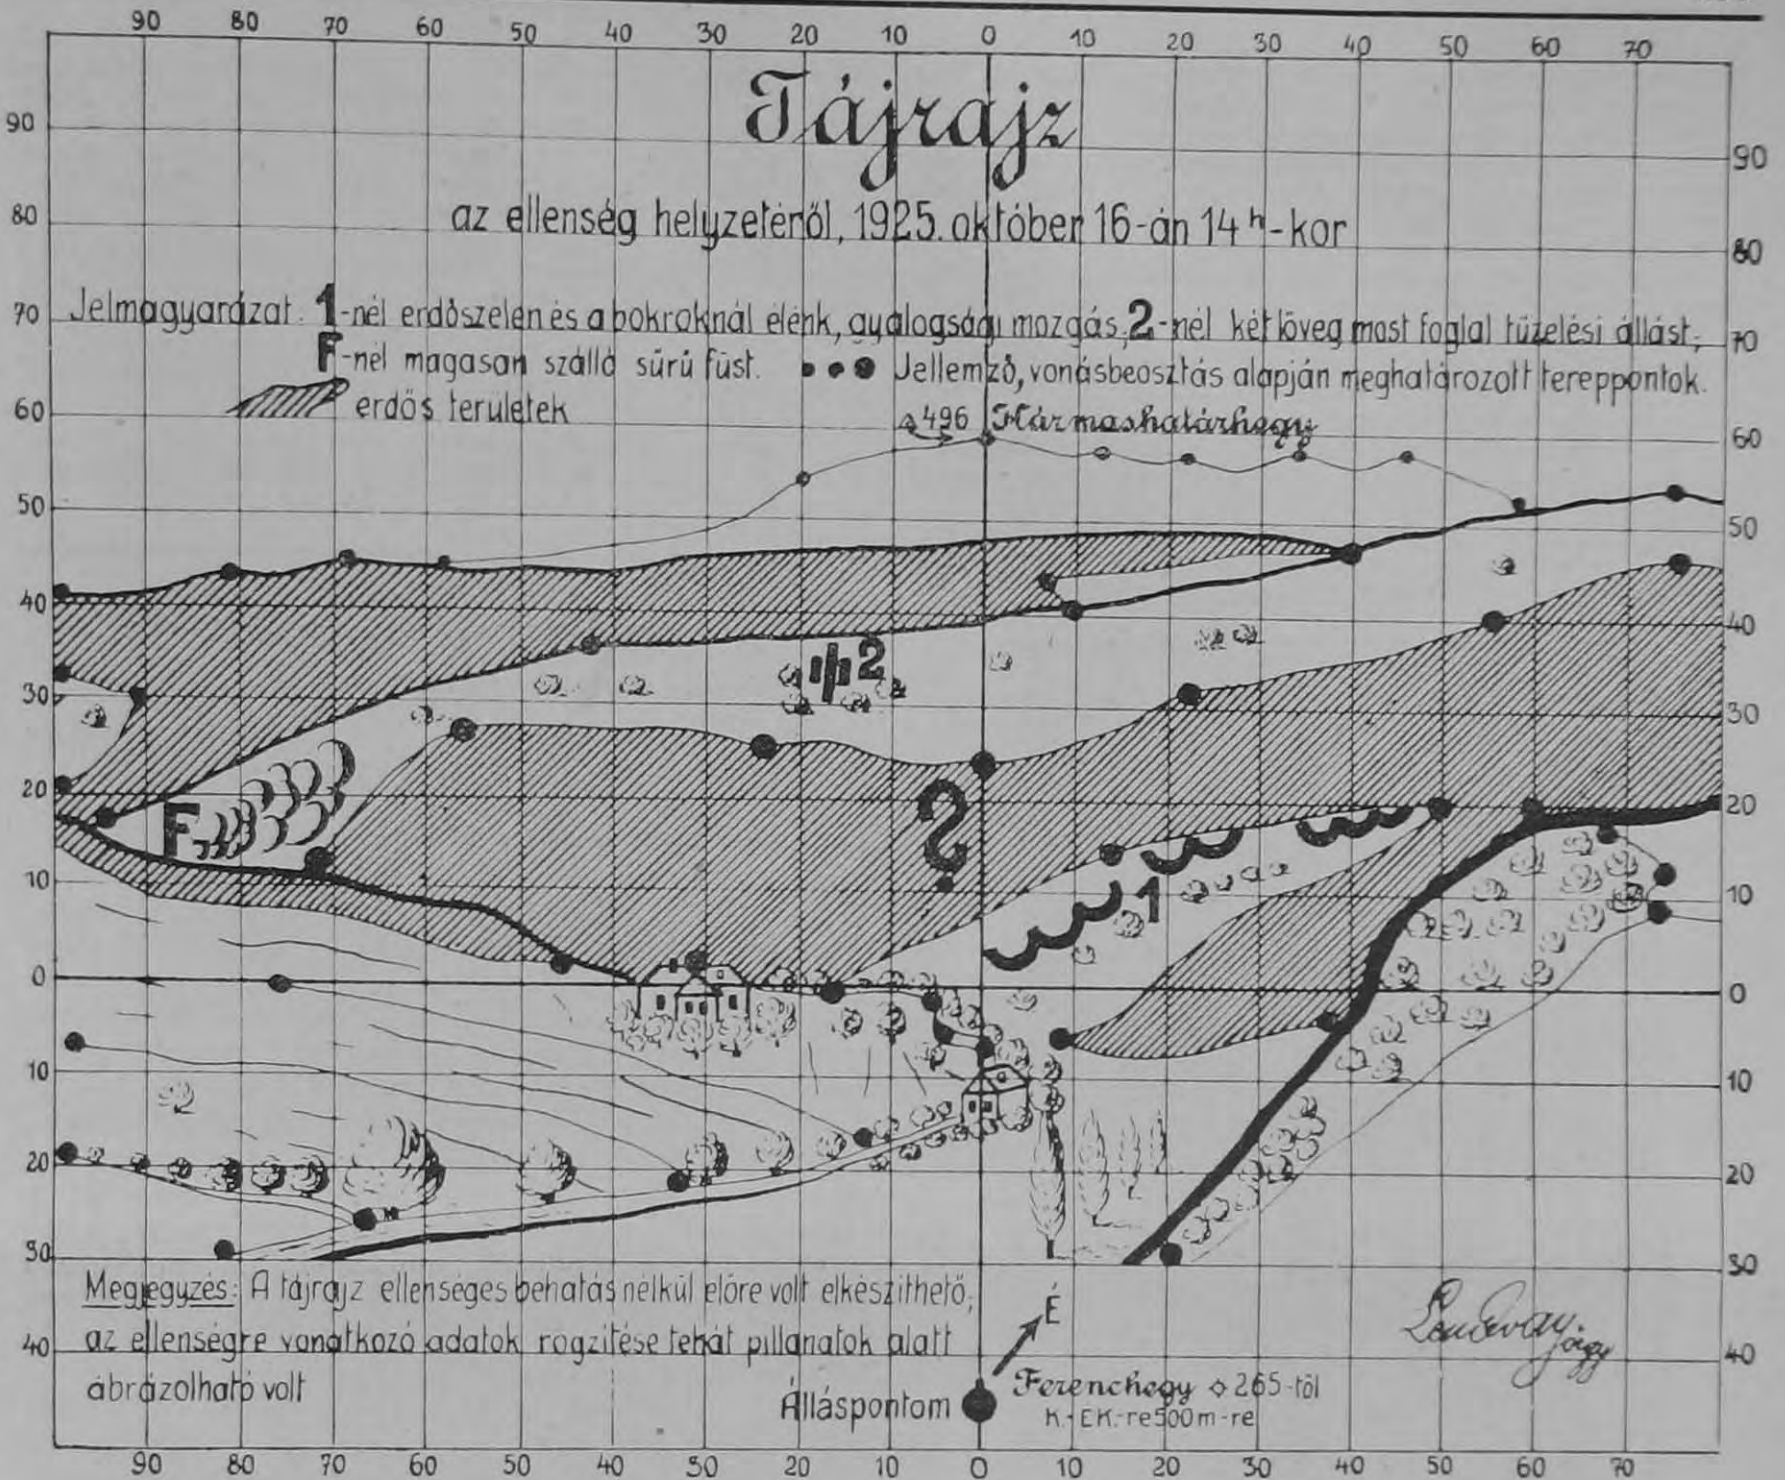 90 80 70 60 50 40 30 20 10 0 10 20 30 40 50 60 70
Tájrajz
az ellenség helyzetéről, 1925. október 16-án 14 h-kor
Jelmagyarázat: 1-nél erdőszélen és a bokroknál élénk, gyalogsági mozgás, 2-nél két löveg most foglal tüzelési állást;
F-nél magasan szálló sűrű füst. Jellemző, vonásbeosztás alapján meghatározott tereppontok.
erdős területek
496 Hármashatárhegy
2
F
1
90
80
70
60
50
40
30
20
10
0
10
20
30
40
90
80
70
60
50
40
30
20
10
0
10
20
30
40
Megjegyzés: A tájrajz ellenséges behatás nélkül előre volt elkészíthető,
az ellenségre vonatkozó adatok rögzítése tehát pillanatok alatt
ábrázolható volt
É
Álláspontom
Ferenchegy 265-től
K.-ÉK.-re 500m-re
90 80 70 60 50 40 30 20 10 0 10 20 30 40 50 60 70